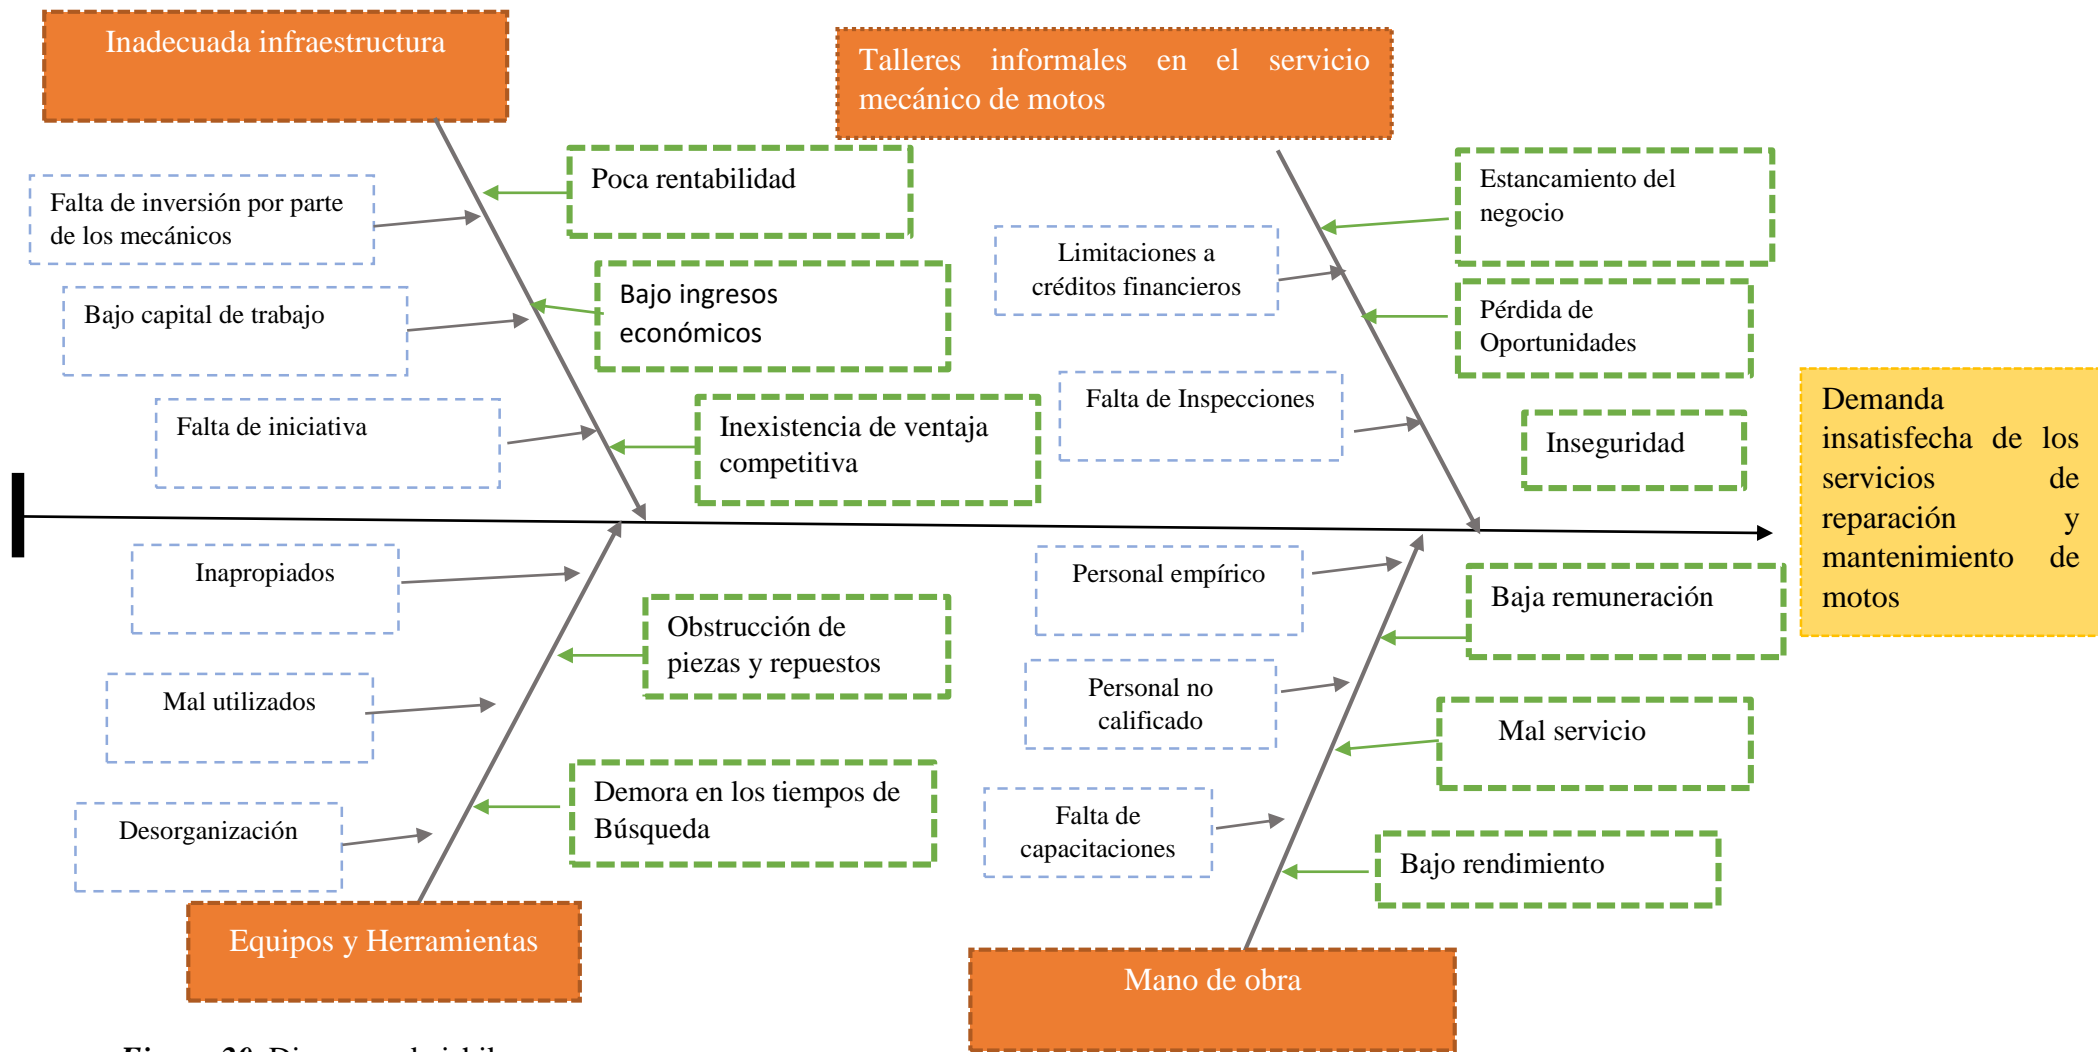 Inadecuada infraestructura
Talleres informales en el servicio
mecánico de motos
Poca rentabilidad
Falta de inversión por parte
de los mecánicos
Estancamiento del
negocio
Limitaciones a
créditos financieros
Bajo ingresos
económicos
Bajo capital de trabajo
Pérdida de
Oportunidades
Falta de iniciativa
Inexistencia de ventaja
competitiva
Falta de Inspecciones
Inseguridad
Demanda
insatisfecha de los
servicios de
reparación y
mantenimiento de
motos
Inapropiados
Personal empírico
Baja remuneración
Obstrucción de
piezas y repuestos
Mal utilizados
Personal no
calificado
Mal servicio
Demora en los tiempos de
Búsqueda
Desorganización
Falta de
capacitaciones
Bajo rendimiento
Equipos y Herramientas
Mano de obra